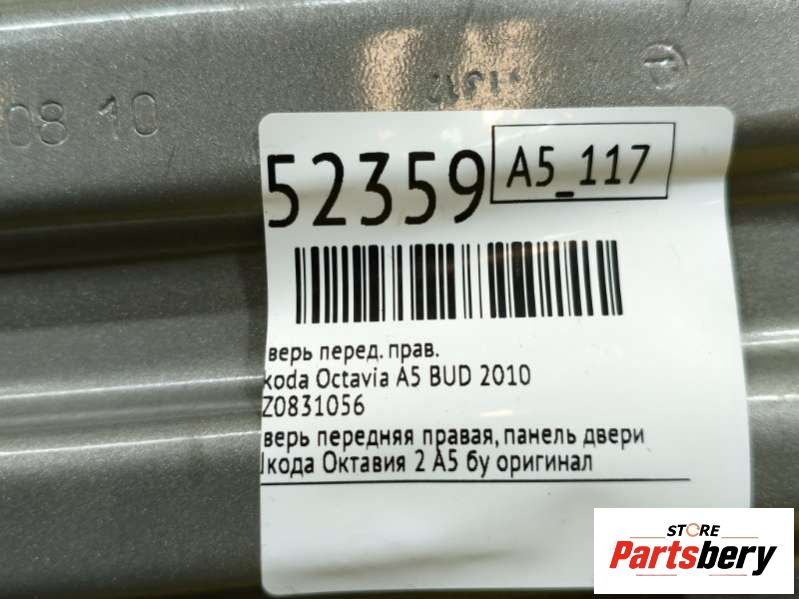 08 10
52359
A5_117
верь перед. прав.
koda Octavia A5 BUD 2010
Z0831056
верь передняя правая, панель двери
кода Октавия 2 А5 бу оригинал
STORE
Partsbery